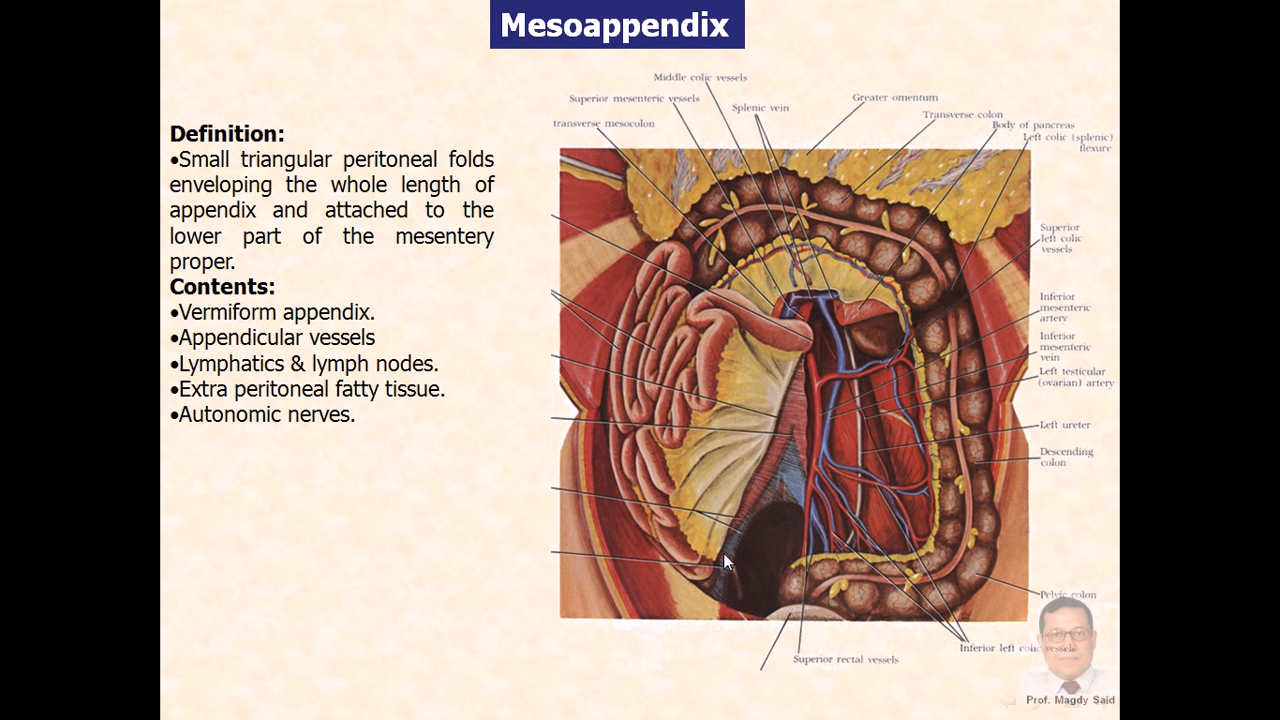 Mesoappendix
Definition:
•Small triangular peritoneal folds
enveloping the whole length of
appendix and attached to the
lower part of the mesentery
proper.
Contents:
•Vermiform appendix.
•Appendicular vessels
•Lymphatics & lymph nodes.
•Extra peritoneal fatty tissue.
•Autonomic nerves.
Middle colic vessels
Superior mesenteric vessels
Splenic vein
transverse mesocolon
Greater omentum
Transverse colon
Body of pancreas
Left colic (splenic)
flexure
Superior
left colic
vessels
Inferior
mesenteric
artery
Inferior
mesenteric
vein
Left testicular
(ovarian) artery
Left ureter
Descending
colon
Pelvic colon
Inferior left colic vessels
Superior rectal vessels
Prof. Magdy Said